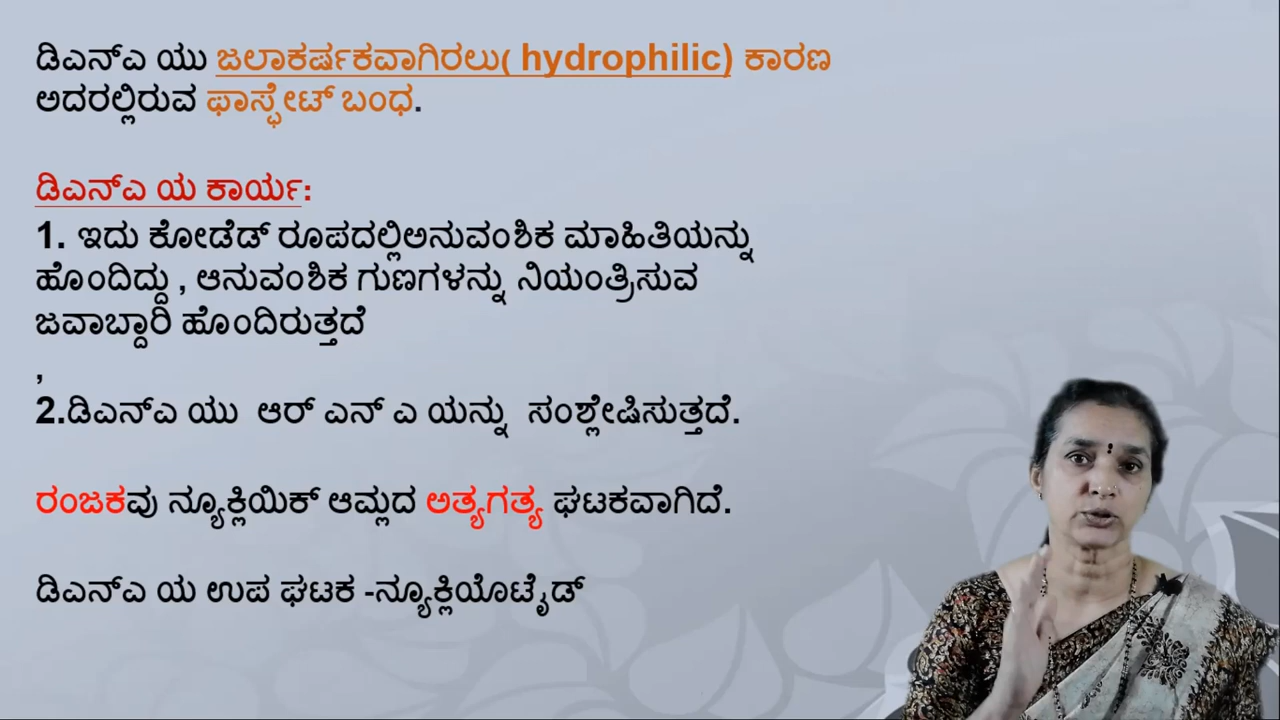 ಡಿಎನ್ಎ ಯು ಜಲಾಕರ್ಷಕವಾಗಿರಲು( hydrophilic) ಕಾರಣ
ಅದರಲ್ಲಿರುವ ಫಾಸ್ಫೇಟ್ ಬಂಧ.
ಡಿಎನ್ಎ ಯ ಕಾರ್ಯ:
1. ಇದು ಕೋಡೆಡ್ ರೂಪದಲ್ಲಿಅನುವಂಶಿಕ ಮಾಹಿತಿಯನ್ನು
ಹೊಂದಿದ್ದು , ಆನುವಂಶಿಕ ಗುಣಗಳನ್ನು ನಿಯಂತ್ರಿಸುವ
ಜವಾಬ್ದಾರಿ ಹೊಂದಿರುತ್ತದೆ
,
2.ಡಿಎನ್ಎ ಯು ಆರ್ ಎನ್ ಎ ಯನ್ನು ಸಂಶ್ಲೇಷಿಸುತ್ತದೆ.
ರಂಜಕವು ನ್ಯೂಕ್ಲಿಯಿಕ್ ಆಮ್ಲದ ಅತ್ಯಗತ್ಯ ಘಟಕವಾಗಿದೆ.
ಡಿಎನ್ಎ ಯ ಉಪ ಘಟಕ -ನ್ಯೂಕ್ಲಿಯೊಟೈಡ್